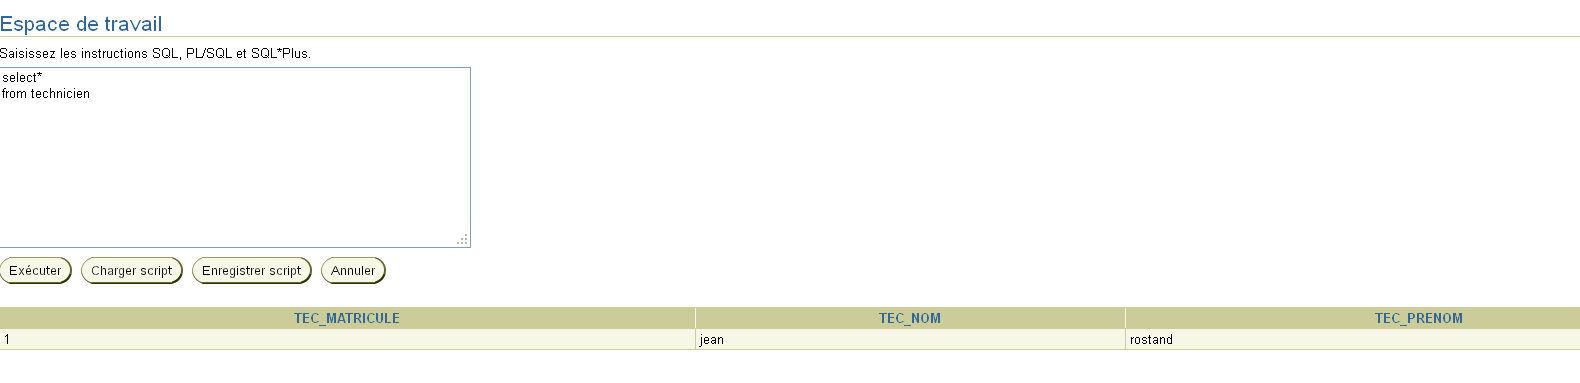 Espace de travail
Saisissez les instructions SQL, PL/SQL et SQL*Plus.
select*
from technicien
Exécuter Charger script Enregistrer script Annuler
TEC_MATRICULE TEC_NOM TEC_PRENOM
1 jean rostand